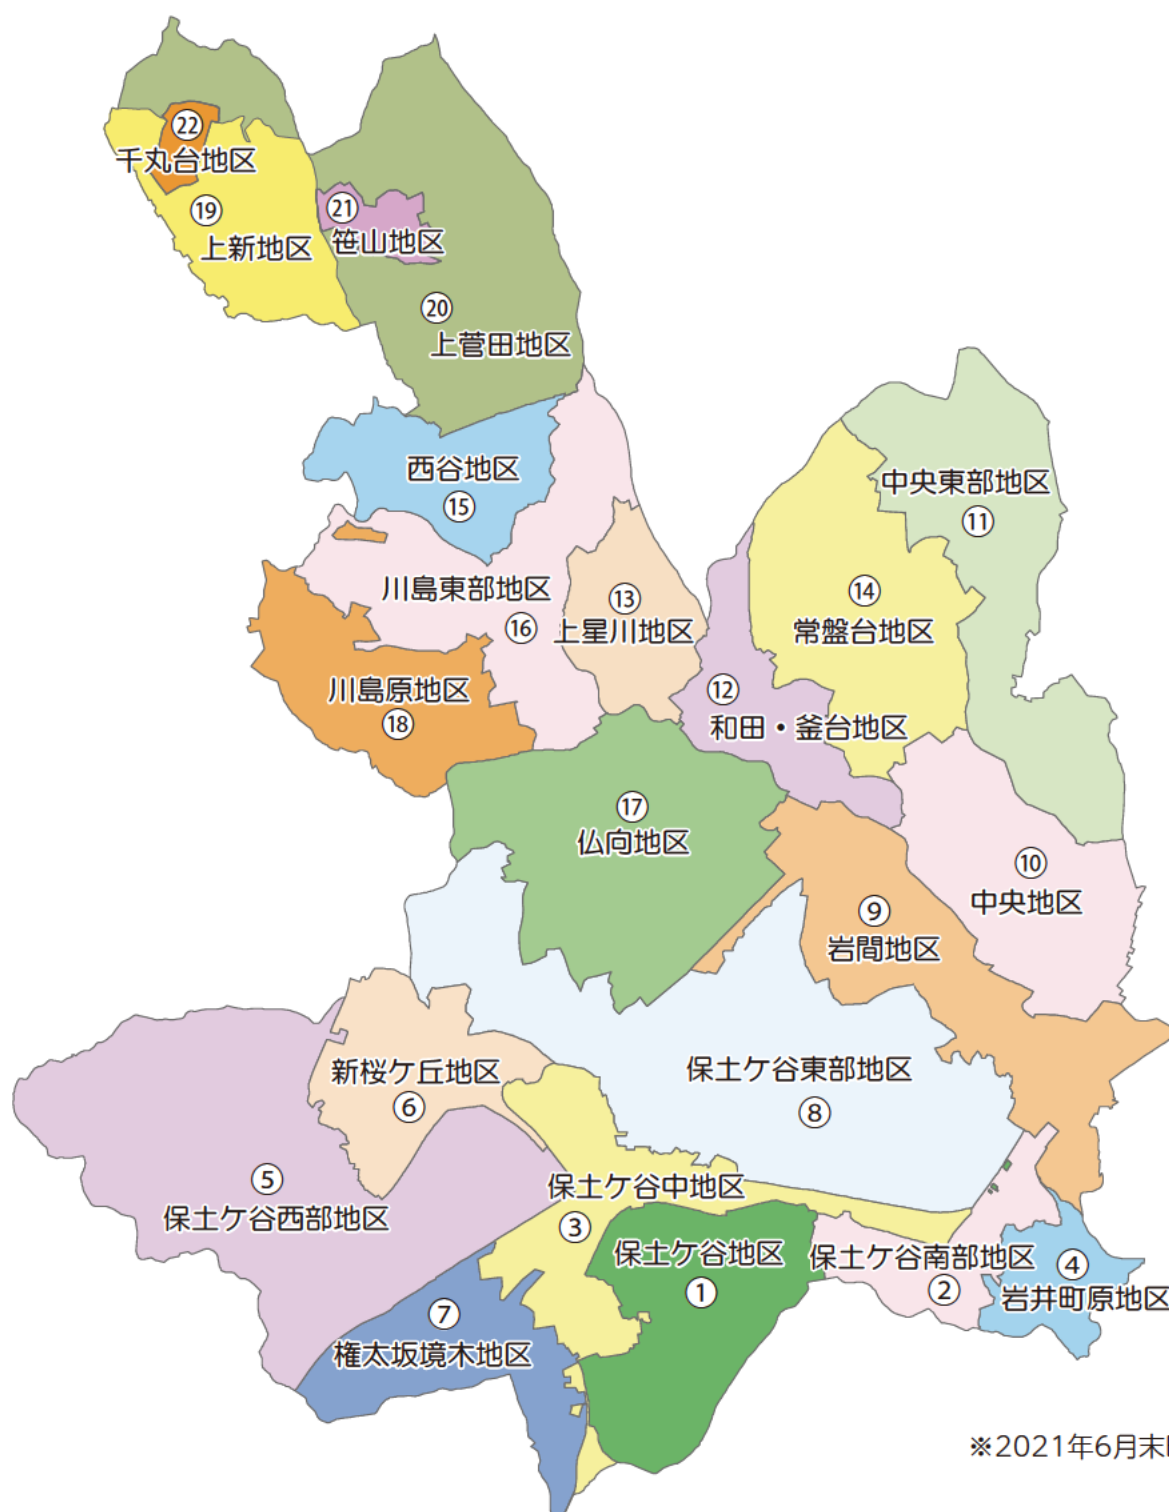 ㉒
千丸台地区
⑲
上新地区
㉑
笹山地区
⑳
上菅田地区
西谷地区
⑮
中央東部地区
⑪
川島東部地区
⑯
⑬
上星川地区
⑭
常盤台地区
川島原地区
⑱
⑫
和田・釜台地区
⑰
仏向地区
⑩
中央地区
⑨
岩間地区
新桜ケ丘地区
⑥
保土ケ谷東部地区
⑧
⑤
保土ケ谷西部地区
保土ケ谷中地区
③
保土ケ谷地区
①
保土ケ谷南部地区
②
④
岩井町原地区
⑦
権太坂境木地区
※2021年6月末